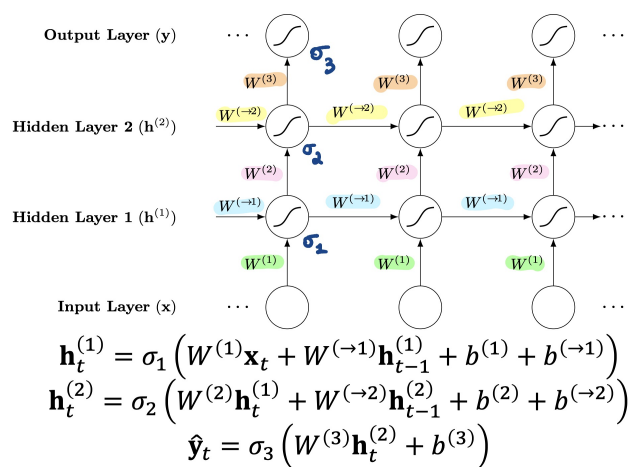 Output Layer (y) ··· ···
σ₃
W⁽³⁾ W⁽³⁾ W⁽³⁾
W⁽→²⁾ W⁽→²⁾ W⁽→²⁾
Hidden Layer 2 (h⁽²⁾) ···
σ₂
W⁽²⁾ W⁽²⁾ W⁽²⁾
W⁽→¹⁾ W⁽→¹⁾ W⁽→¹⁾
Hidden Layer 1 (h⁽¹⁾) ···
σ₁
W⁽¹⁾ W⁽¹⁾ W⁽¹⁾
Input Layer (x) ··· ···
h_t^(1) = σ₁ (W^(1) x_t + W^(→1) h_{t−1}^(1) + b^(1) + b^(→1))
h_t^(2) = σ₂ (W^(2) h_t^(1) + W^(→2) h_{t−1}^(2) + b^(2) + b^(→2))
ŷ_t = σ₃ (W^(3) h_t^(2) + b^(3))